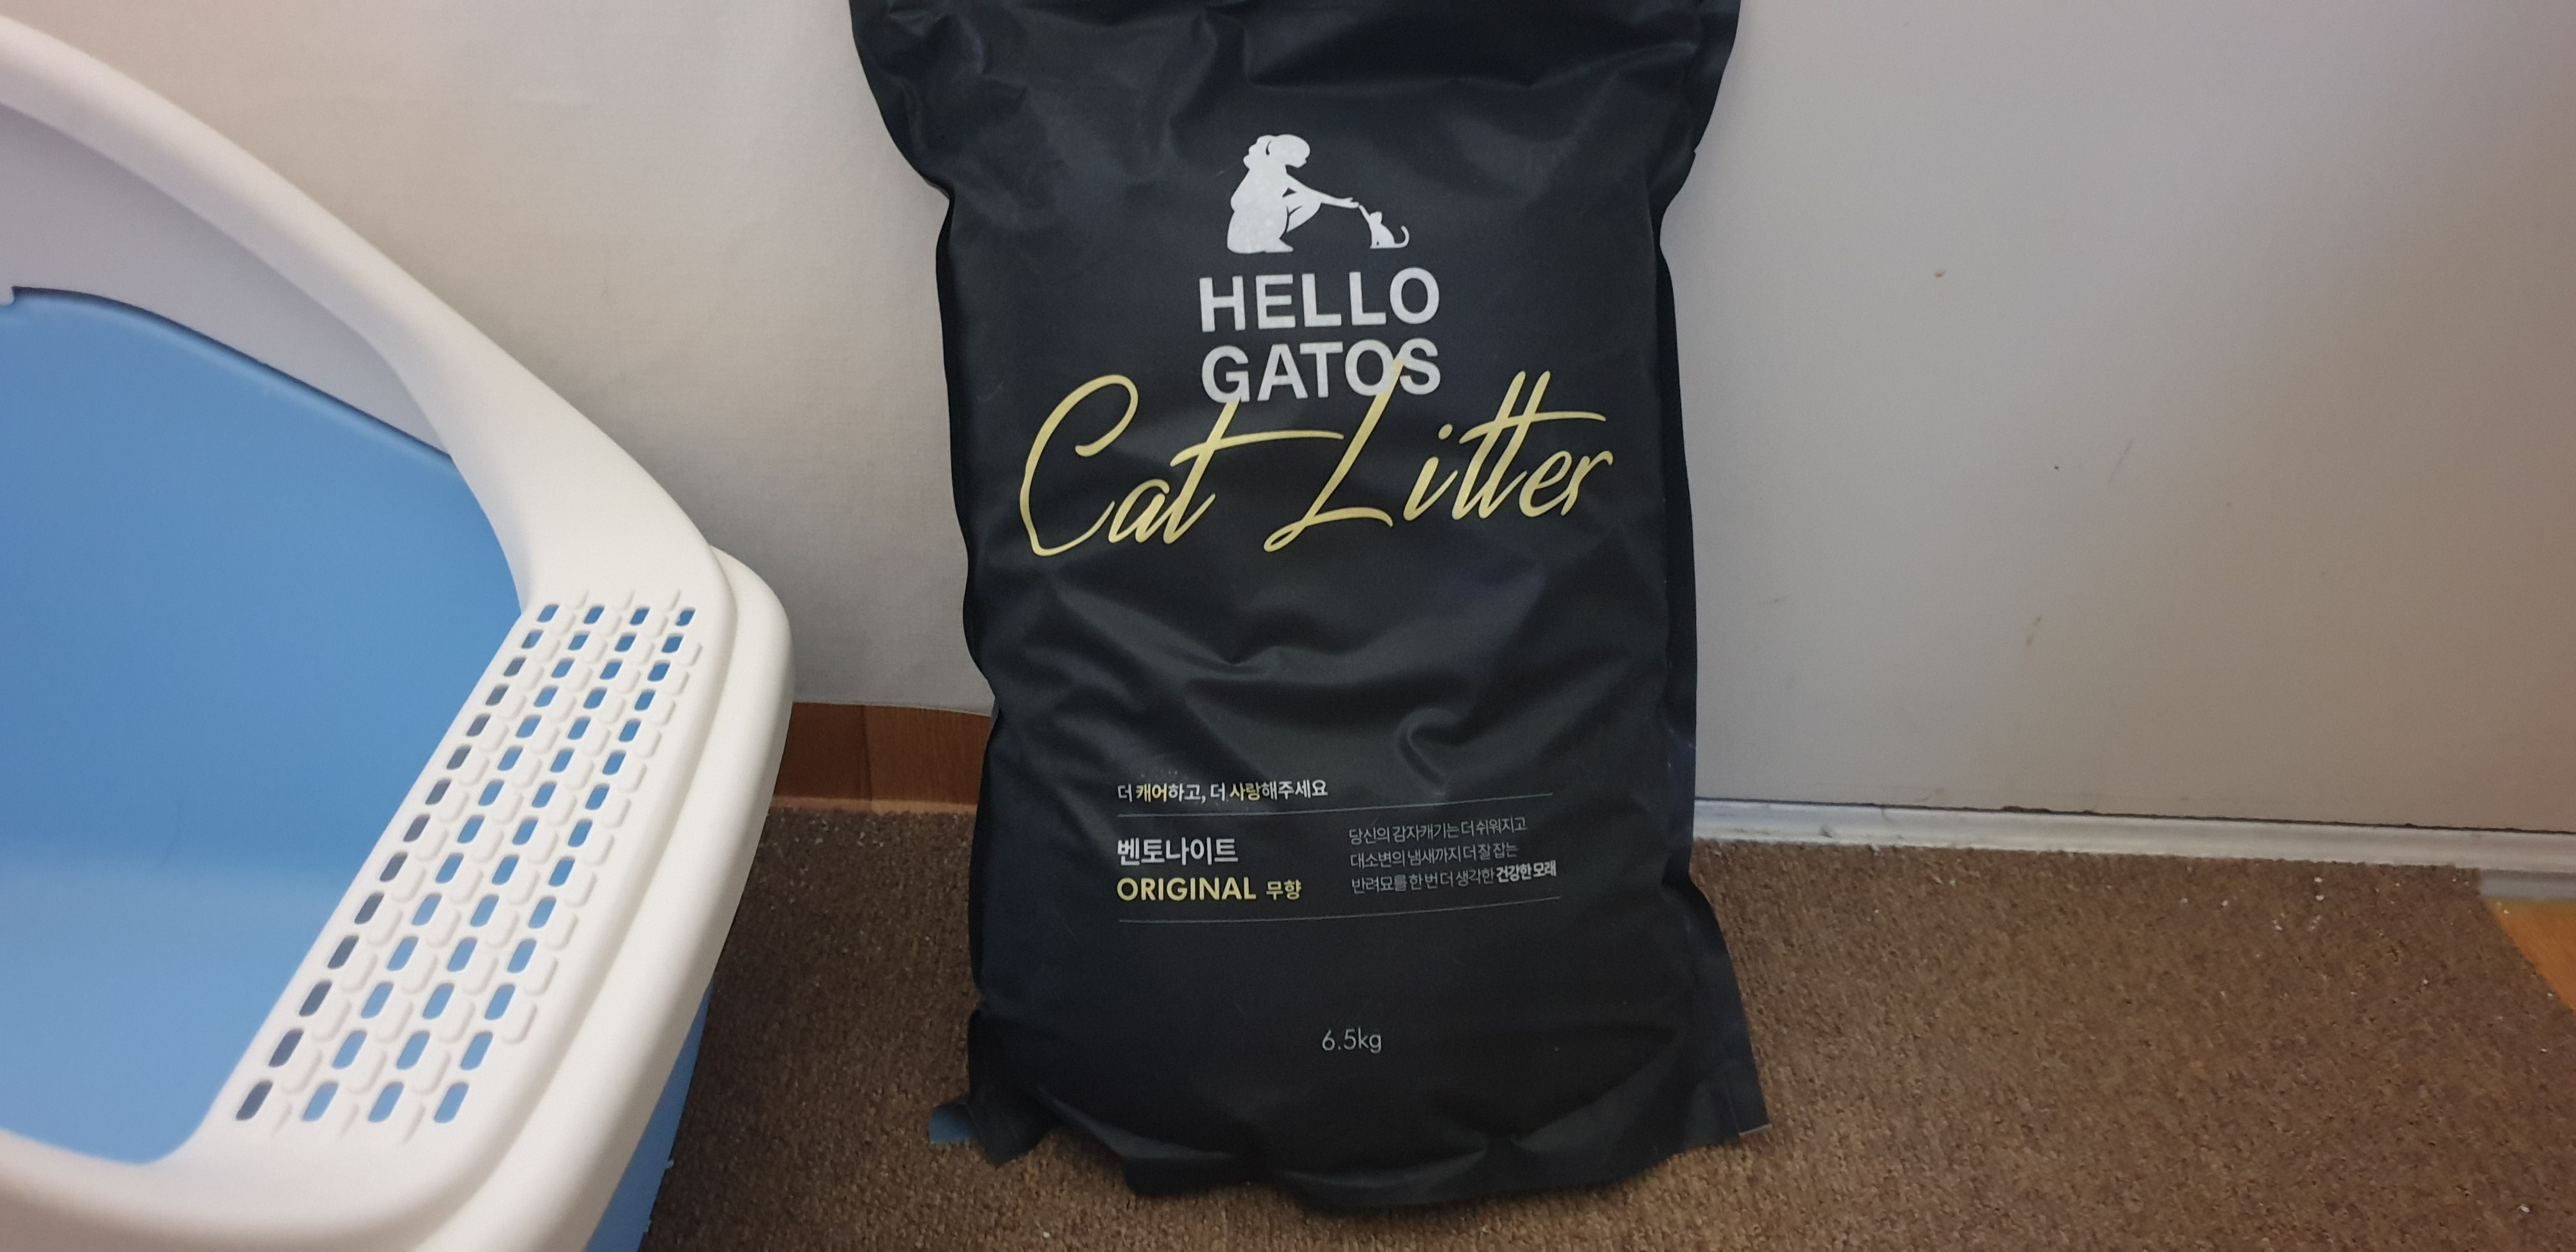 HELLO
GATOS
Cat Litter
더 캐어하고, 더 사랑해주세요
벤토나이트
ORIGINAL 무향
당신의 감자캐기는 더 쉬워지고
대소변의 냄새까지 더 잘 잡는
반려묘를 한 번 더 생각한 건강한 모래
6.5kg